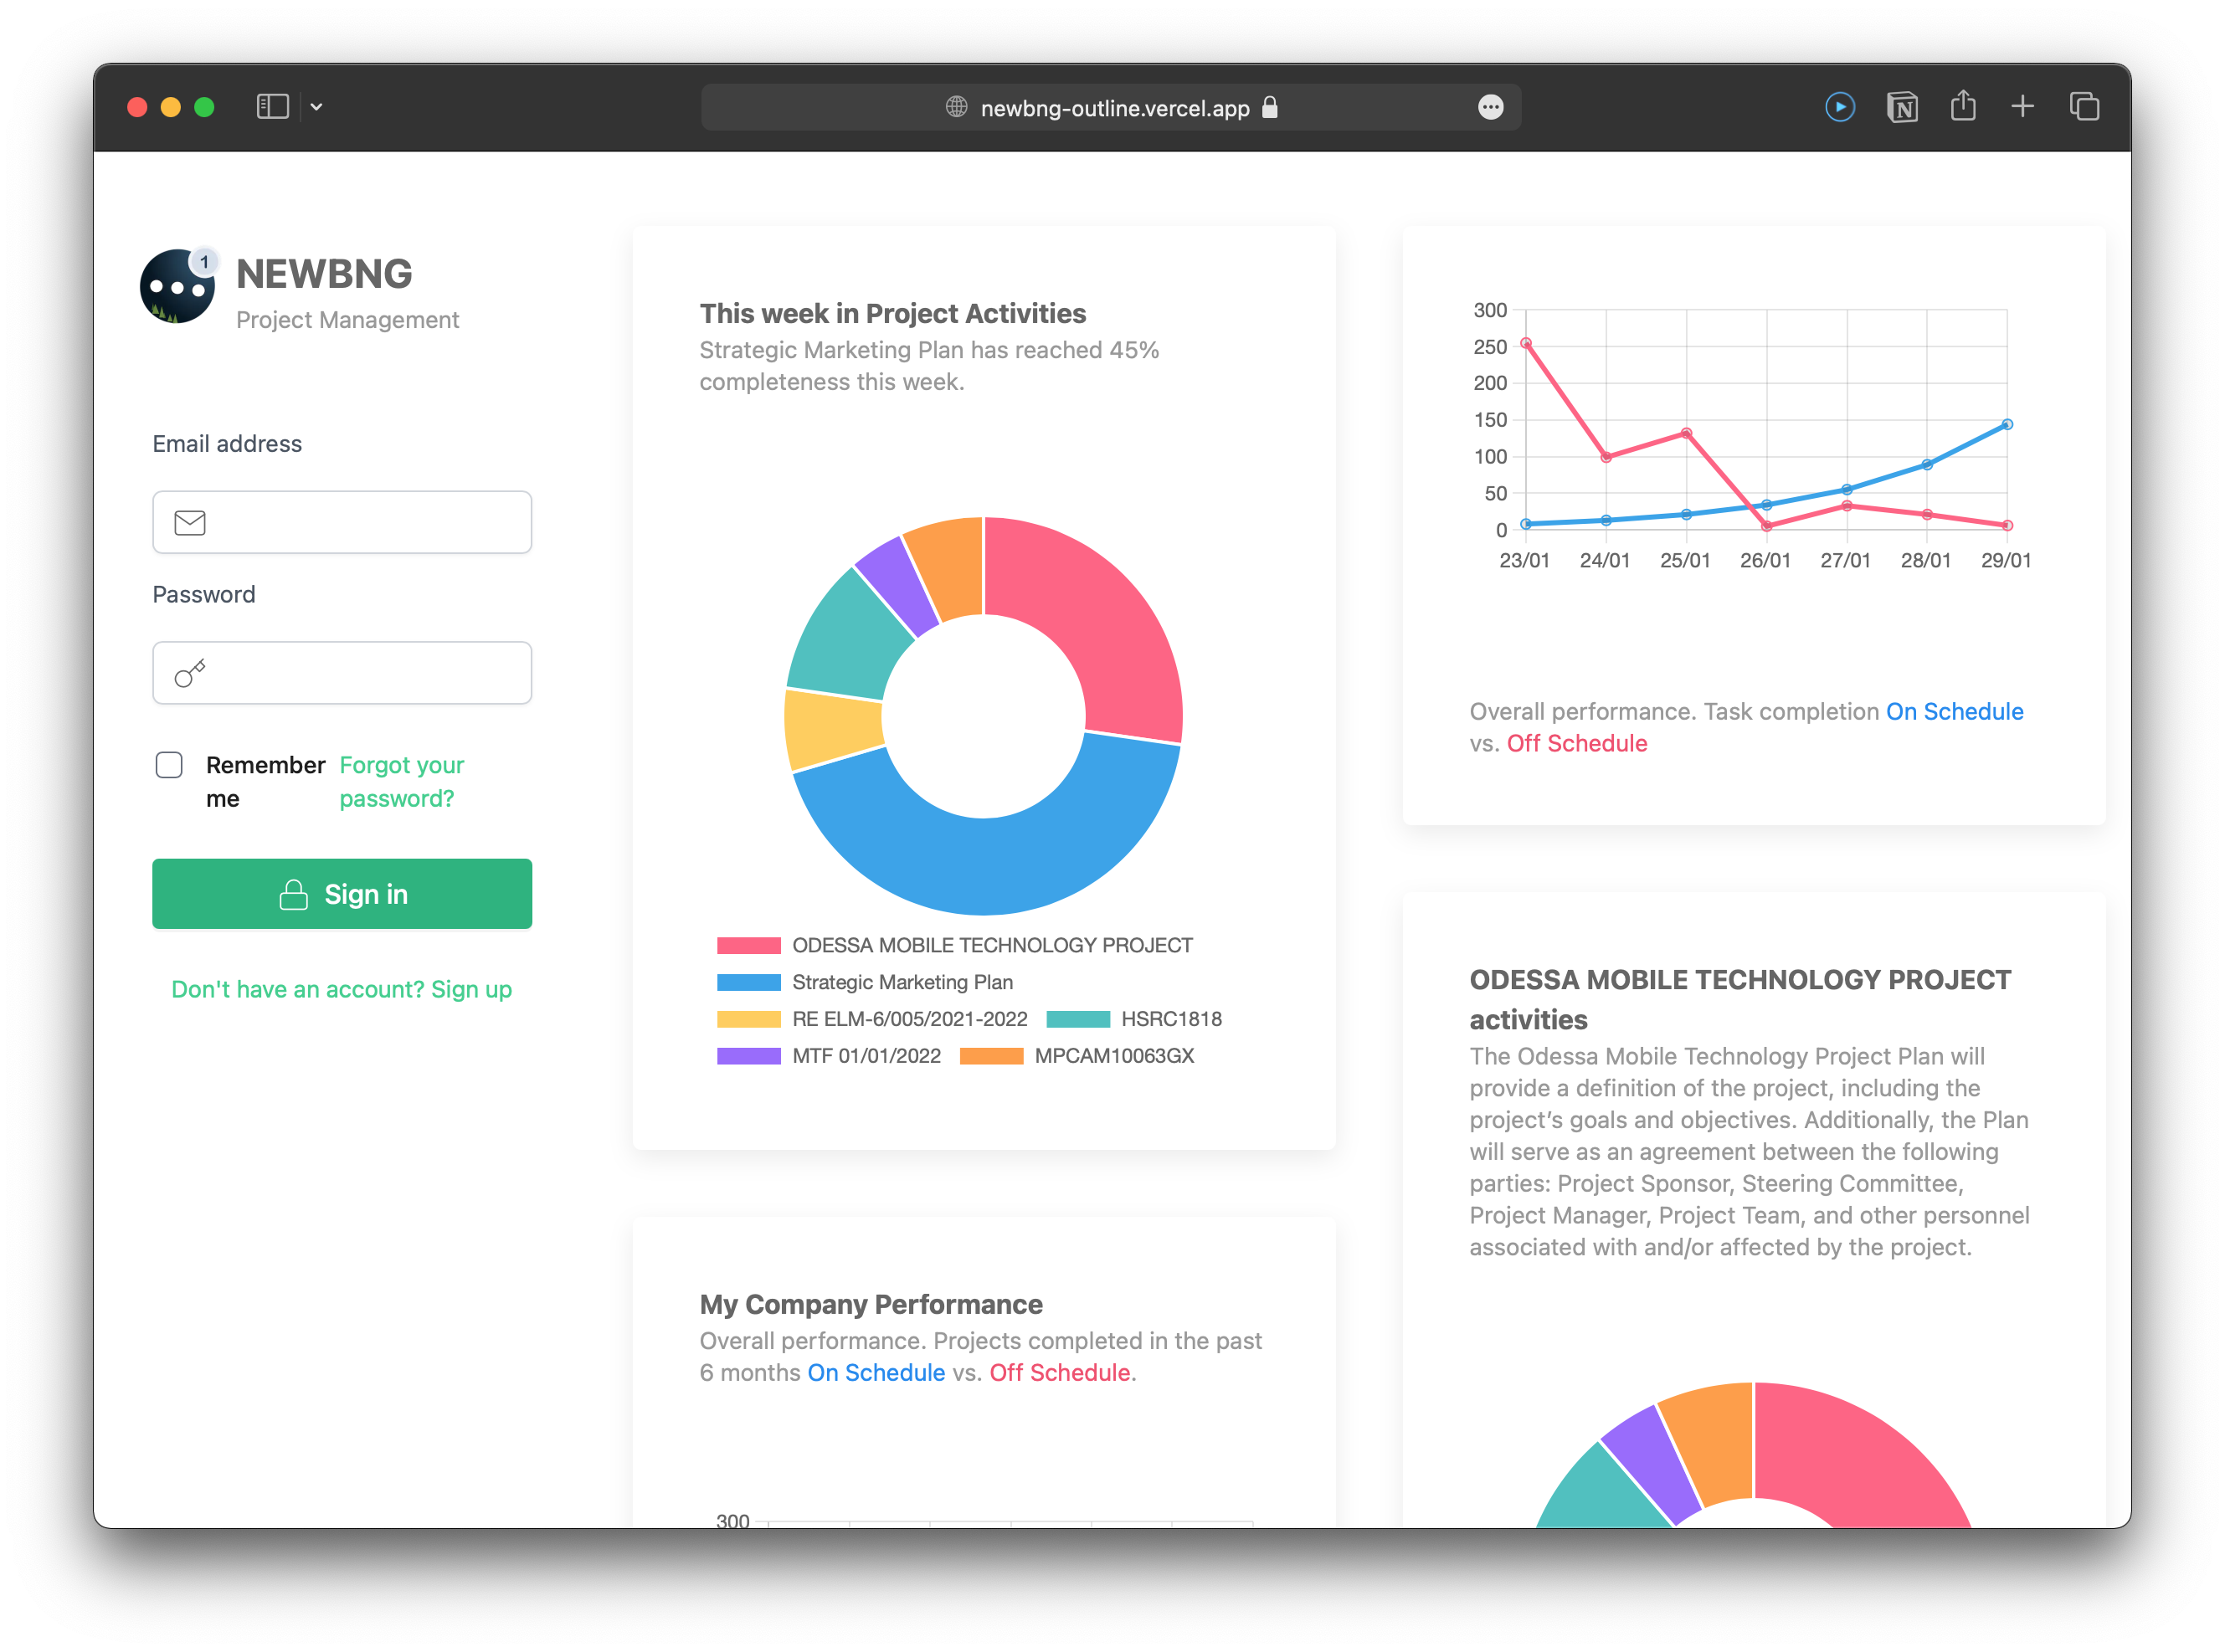 newbng-outline.vercel.app
1
NEWBNG
Project Management
Email address
Password
Remember
me
Forgot your
password?
Sign in
Don't have an account? Sign up
This week in Project Activities
Strategic Marketing Plan has reached 45%
completeness this week.
ODESSA MOBILE TECHNOLOGY PROJECT
Strategic Marketing Plan
RE ELM-6/005/2021-2022 HSRC1818
MTF 01/01/2022 MPCAM10063GX
My Company Performance
Overall performance. Projects completed in the past
6 months On Schedule vs. Off Schedule.
300
300
250
200
150
100
50
0
23/01 24/01 25/01 26/01 27/01 28/01 29/01
Overall performance. Task completion On Schedule
vs. Off Schedule
ODESSA MOBILE TECHNOLOGY PROJECT
activities
The Odessa Mobile Technology Project Plan will
provide a definition of the project, including the
project’s goals and objectives. Additionally, the Plan
will serve as an agreement between the following
parties: Project Sponsor, Steering Committee,
Project Manager, Project Team, and other personnel
associated with and/or affected by the project.